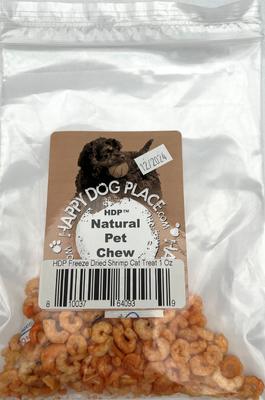 12/2024
HAPPY DOG PLACE.com
HDP™
Natural
Pet
Chew
HDP Freeze Dried Shrimp Cat Treat 1 Oz
8 10037 64093 9